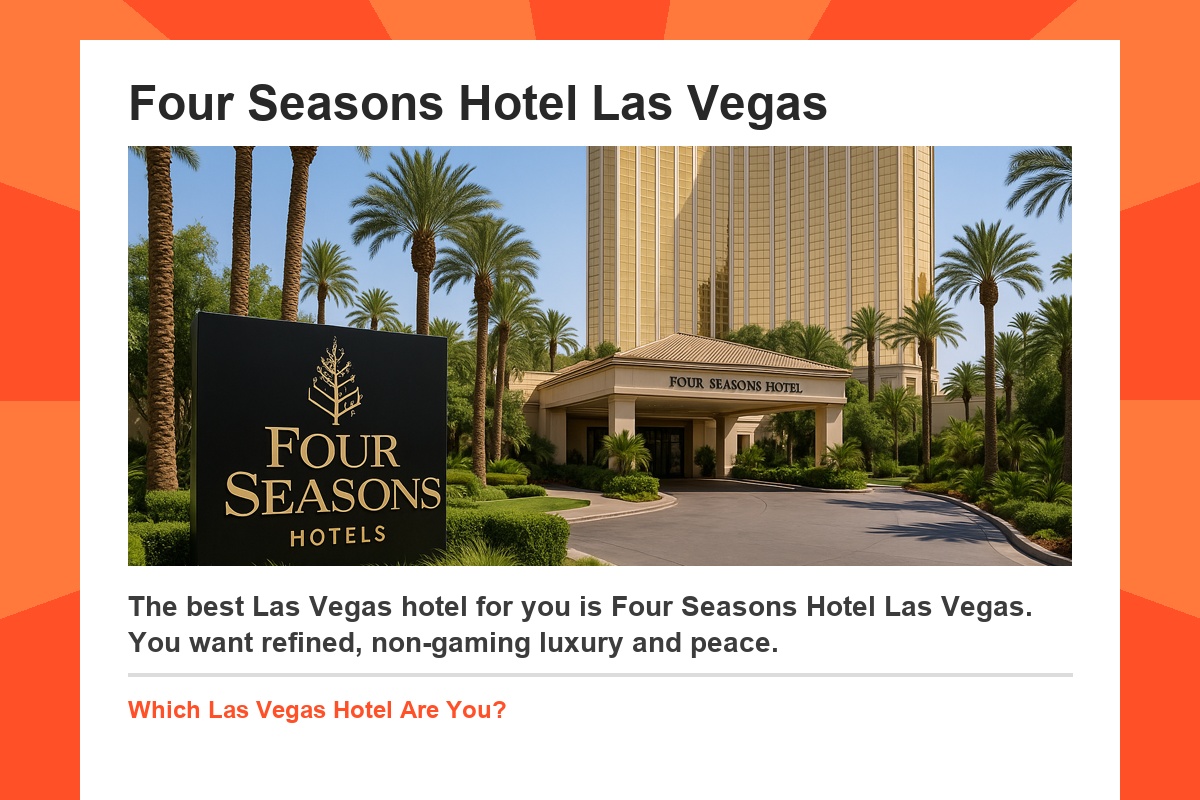 Four Seasons Hotel Las Vegas
FOUR SEASONS HOTEL
FOUR
SEASONS
HOTELS
The best Las Vegas hotel for you is Four Seasons Hotel Las Vegas.
You want refined, non-gaming luxury and peace.
Which Las Vegas Hotel Are You?